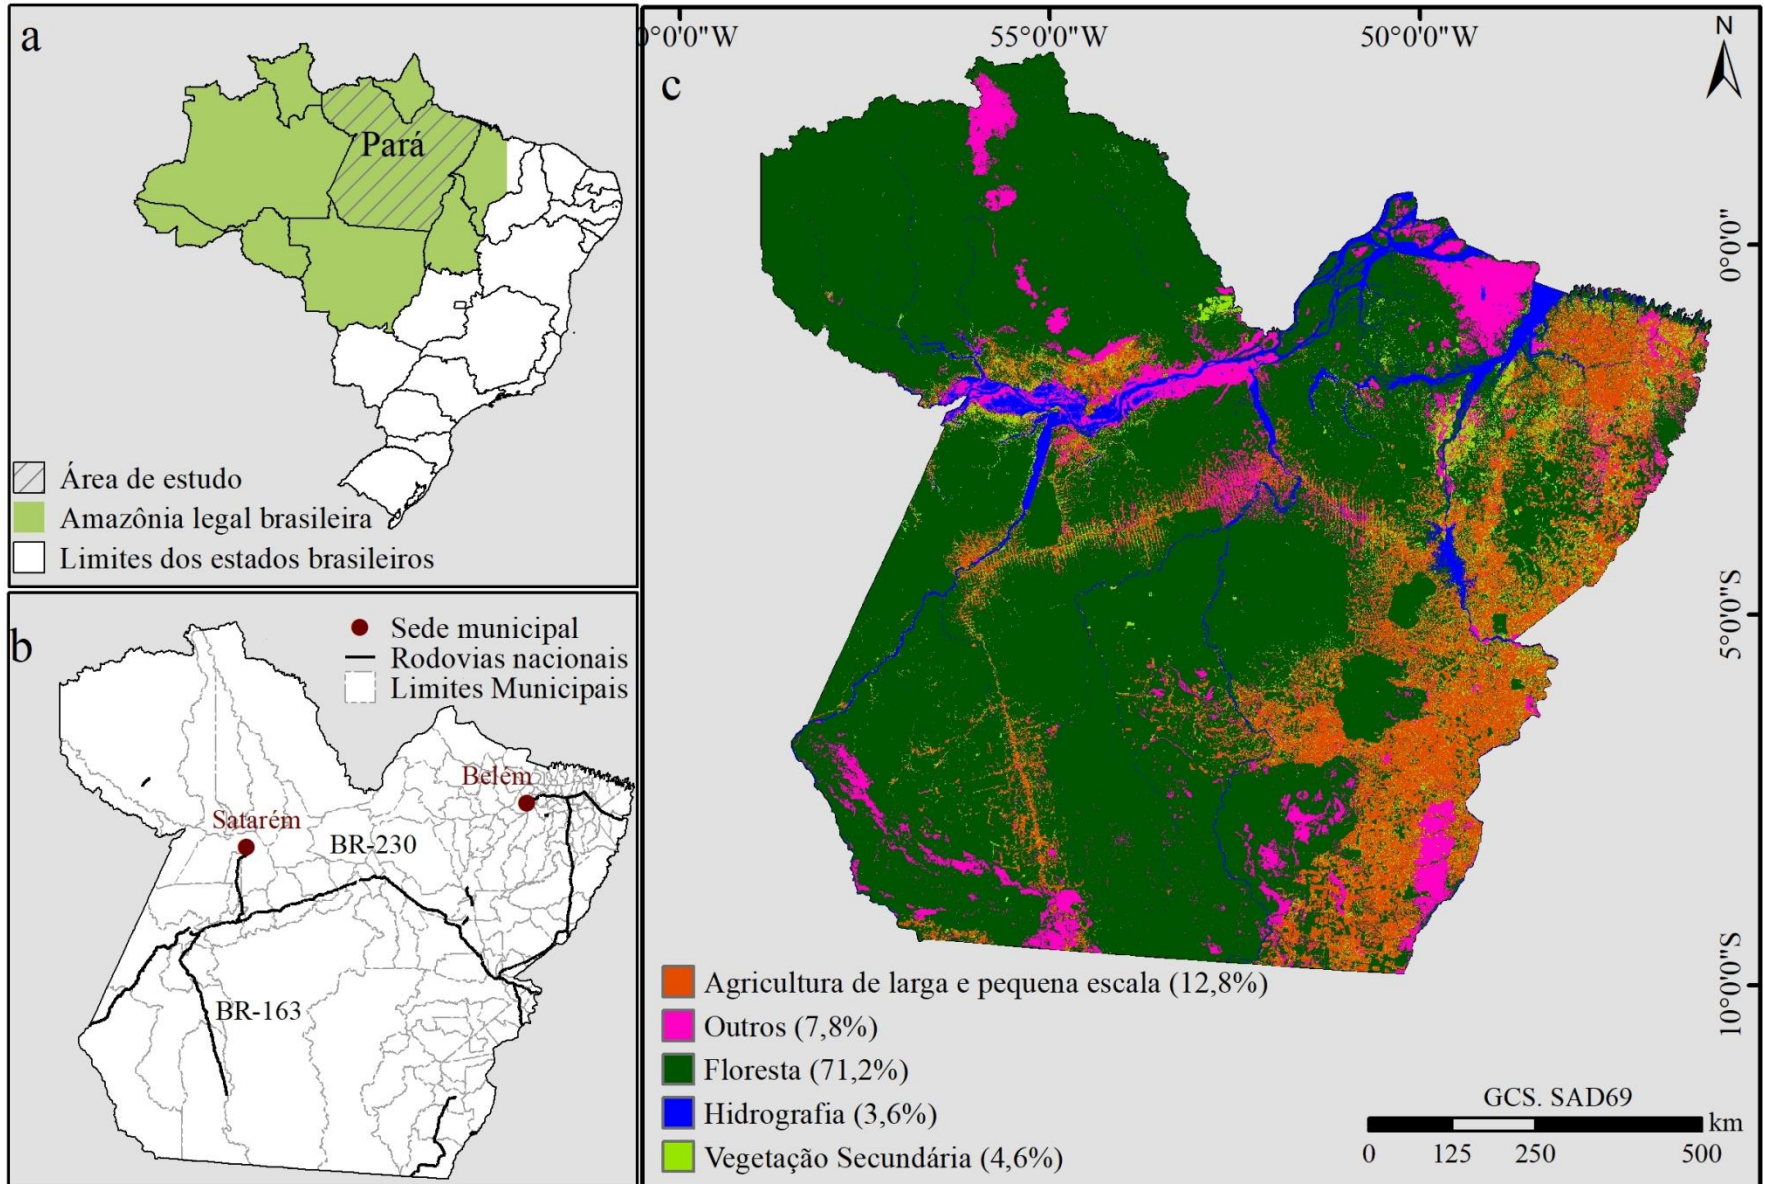 a
Pará
Área de estudo
Amazônia legal brasileira
Limites dos estados brasileiros
b
Sede municipal
Rodovias nacionais
Limites Municipais
Belém
Satarém
BR-230
BR-163
c
0°0'0"W
55°0'0"W
50°0'0"W
N
0°0'0"
5°0'0"S
10°0'0"S
Agricultura de larga e pequena escala (12,8%)
Outros (7,8%)
Floresta (71,2%)
Hidrografia (3,6%)
Vegetação Secundária (4,6%)
GCS. SAD69
km
0 125 250 500